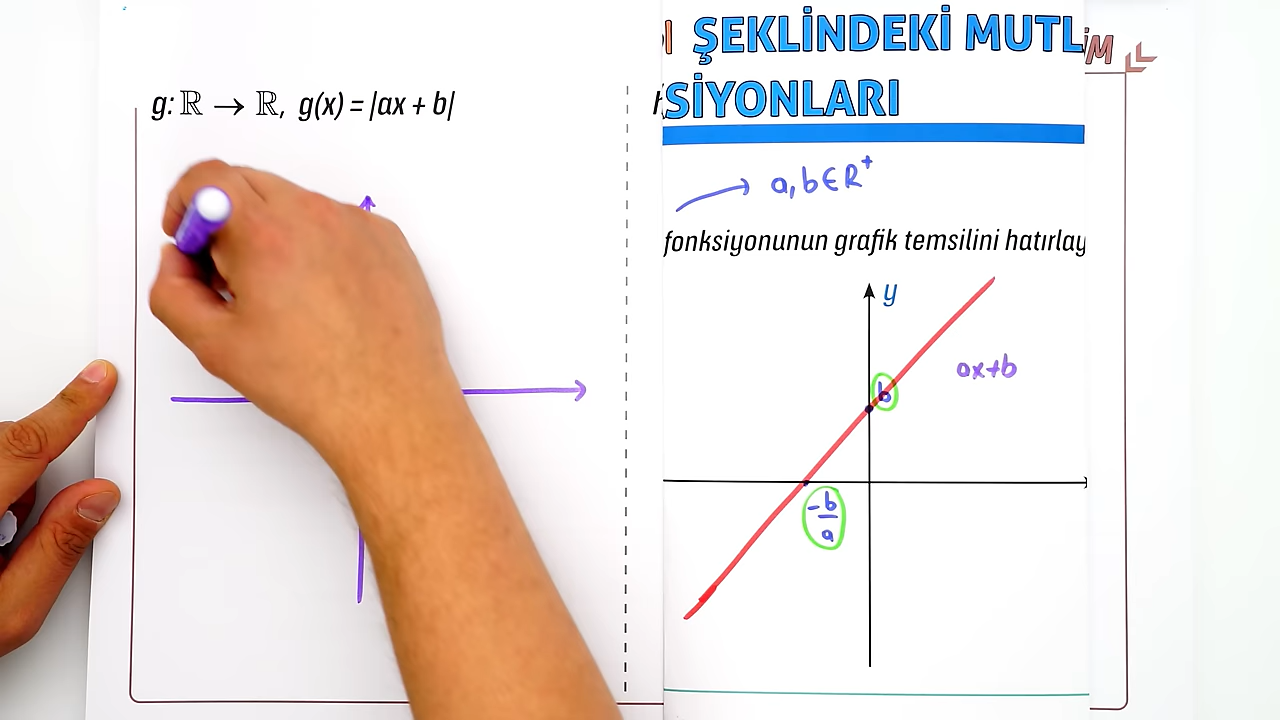 g: ℝ → ℝ, g(x) = |ax + b|
ŞEKLİNDEKİ MUTL
SİYONLARI
a, b ∈ R⁺
fonksiyonunun grafik temsilini hatırlay
y
ax+b
b
-b/a